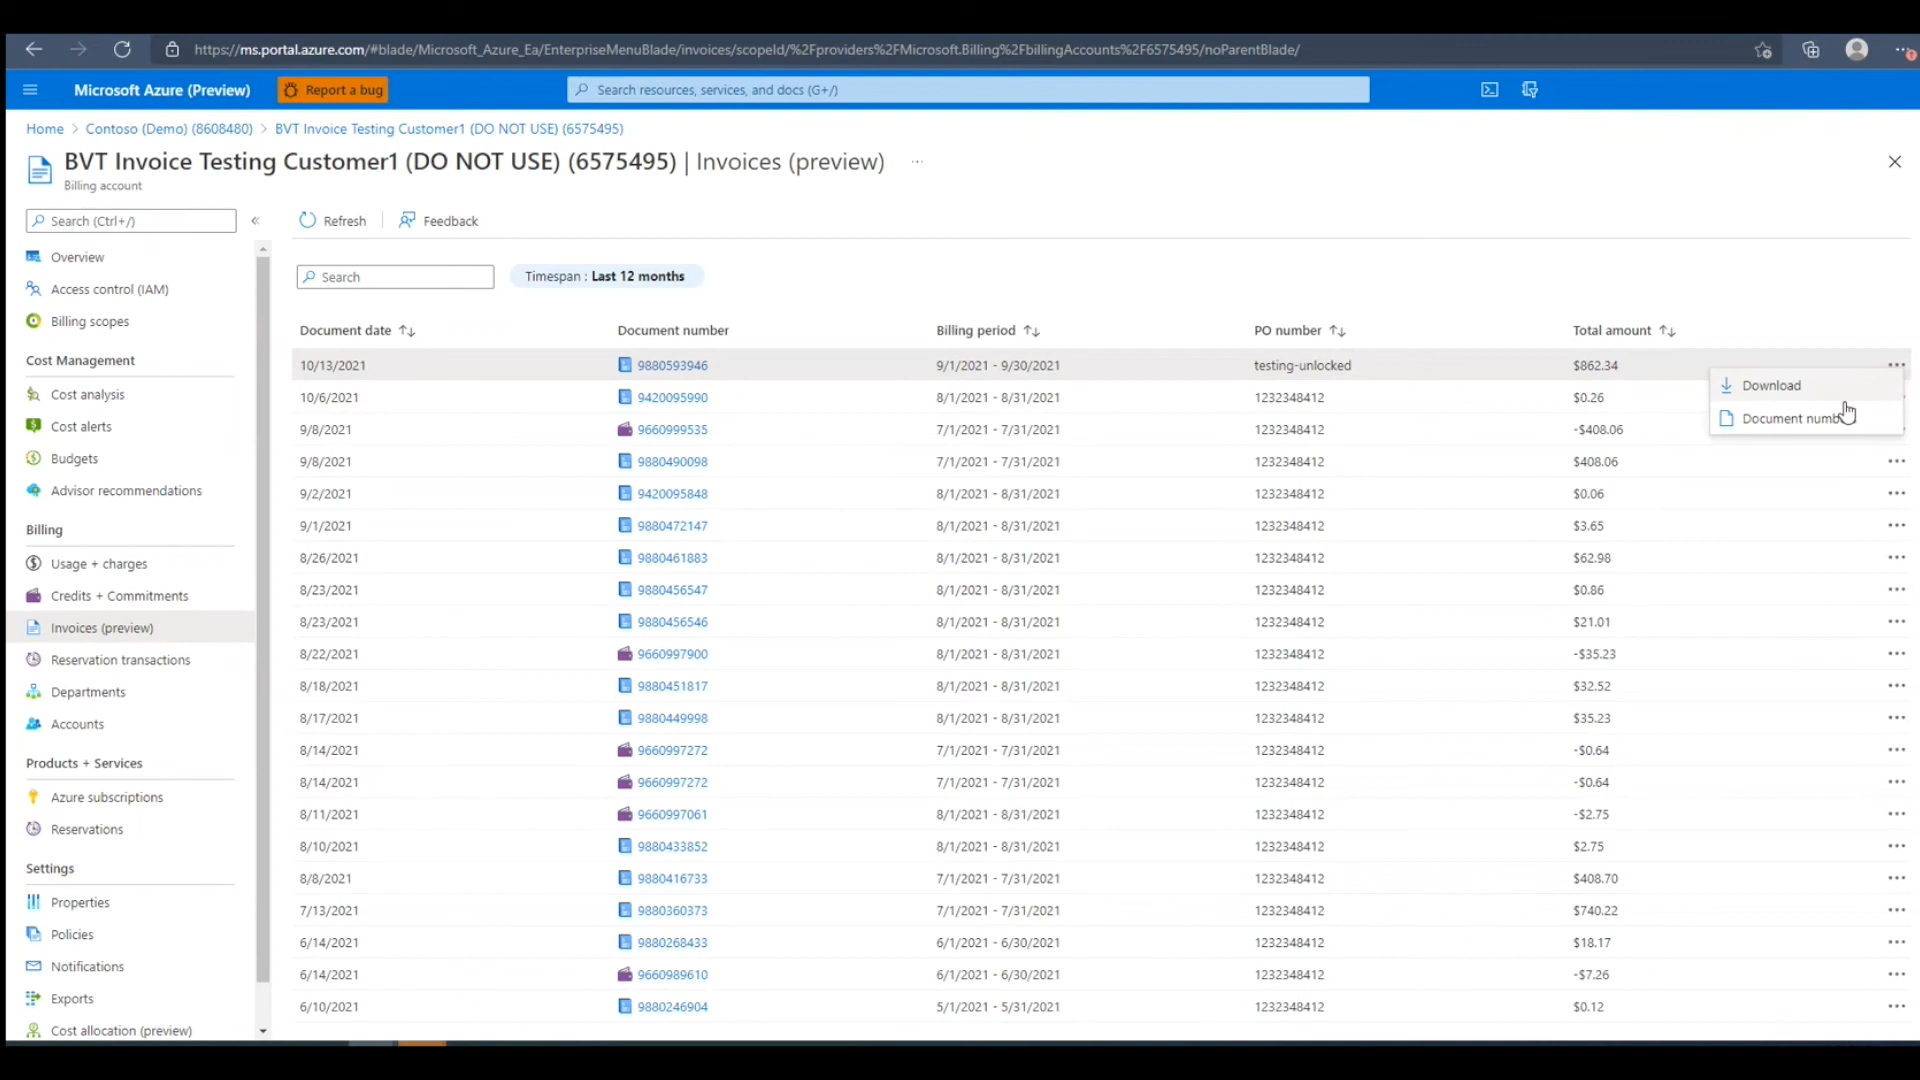 https://ms.portal.azure.com/#blade/Microsoft_Azure_Ea/EnterpriseMenuBlade/invoices/scopeId/%2Fproviders%2FMicrosoft.Billing%2FbillingAccounts%2F6575495/noParentBlade/
Microsoft Azure (Preview) Report a bug Search resources, services, and docs (G+/)
Home > Contoso (Demo) (8608480) > BVT Invoice Testing Customer1 (DO NOT USE) (6575495)
BVT Invoice Testing Customer1 (DO NOT USE) (6575495) | Invoices (preview) ...
Billing account
Search (Ctrl+/) «
Overview
Access control (IAM)
Billing scopes
Cost Management
Cost analysis
Cost alerts
Budgets
Advisor recommendations
Billing
Usage + charges
Credits + Commitments
Invoices (preview)
Reservation transactions
Departments
Accounts
Products + Services
Azure subscriptions
Reservations
Settings
Properties
Policies
Notifications
Exports
Cost allocation (preview)
Refresh Feedback
Search Timespan : Last 12 months
Document date Document number Billing period PO number Total amount
10/13/2021 9880593946 9/1/2021 - 9/30/2021 testing-unlocked $862.34
10/6/2021 9420095990 8/1/2021 - 8/31/2021 1232348412 $0.26
9/8/2021 9660999535 7/1/2021 - 7/31/2021 1232348412 -$408.06
9/8/2021 9880490098 7/1/2021 - 7/31/2021 1232348412 $408.06
9/2/2021 9420095848 8/1/2021 - 8/31/2021 1232348412 $0.06
9/1/2021 9880472147 8/1/2021 - 8/31/2021 1232348412 $3.65
8/26/2021 9880461883 8/1/2021 - 8/31/2021 1232348412 $62.98
8/23/2021 9880456547 8/1/2021 - 8/31/2021 1232348412 $0.86
8/23/2021 9880456546 8/1/2021 - 8/31/2021 1232348412 $21.01
8/22/2021 9660997900 8/1/2021 - 8/31/2021 1232348412 -$35.23
8/18/2021 9880451817 8/1/2021 - 8/31/2021 1232348412 $32.52
8/17/2021 9880449998 8/1/2021 - 8/31/2021 1232348412 $35.23
8/14/2021 9660997272 7/1/2021 - 7/31/2021 1232348412 -$0.64
8/14/2021 9660997272 7/1/2021 - 7/31/2021 1232348412 -$0.64
8/11/2021 9660997061 8/1/2021 - 8/31/2021 1232348412 -$2.75
8/10/2021 9880433852 8/1/2021 - 8/31/2021 1232348412 $2.75
8/8/2021 9880416733 7/1/2021 - 7/31/2021 1232348412 $408.70
7/13/2021 9880360373 7/1/2021 - 7/31/2021 1232348412 $740.22
6/14/2021 9880268433 6/1/2021 - 6/30/2021 1232348412 $18.17
6/14/2021 9660989610 6/1/2021 - 6/30/2021 1232348412 -$7.26
6/10/2021 9880246904 5/1/2021 - 5/31/2021 1232348412 $0.12
Download
Document